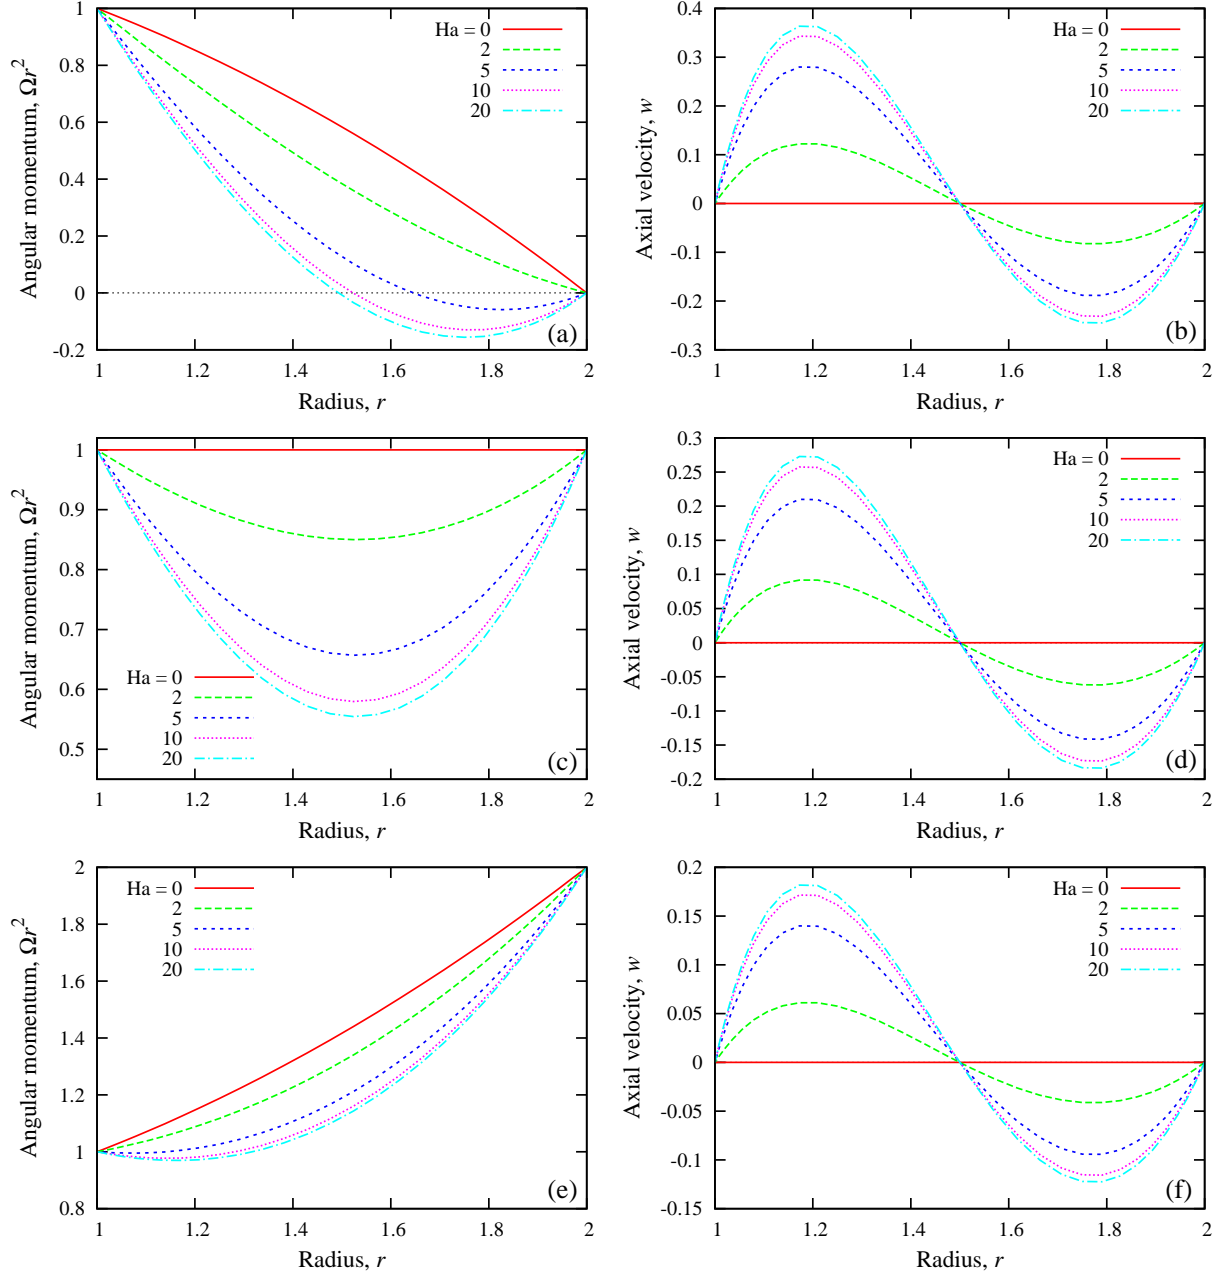 1
0.8
0.6
0.4
0.2
0
-0.2
Angular momentum, Ωr²
Ha = 0
2
5
10
20
(a)
1 1.2 1.4 1.6 1.8 2
Radius, r
0.4
0.3
0.2
0.1
0
-0.1
-0.2
-0.3
Axial velocity, w
Ha = 0
2
5
10
20
(b)
1 1.2 1.4 1.6 1.8 2
Radius, r
1
0.9
0.8
0.7
0.6
0.5
Angular momentum, Ωr²
Ha = 0
2
5
10
20
(c)
1 1.2 1.4 1.6 1.8 2
Radius, r
0.3
0.25
0.2
0.15
0.1
0.05
0
-0.05
-0.1
-0.15
-0.2
Axial velocity, w
Ha = 0
2
5
10
20
(d)
1 1.2 1.4 1.6 1.8 2
Radius, r
2
1.8
1.6
1.4
1.2
1
0.8
Angular momentum, Ωr²
Ha = 0
2
5
10
20
(e)
1 1.2 1.4 1.6 1.8 2
Radius, r
0.2
0.15
0.1
0.05
0
-0.05
-0.1
-0.15
Axial velocity, w
Ha = 0
2
5
10
20
(f)
1 1.2 1.4 1.6 1.8 2
Radius, r